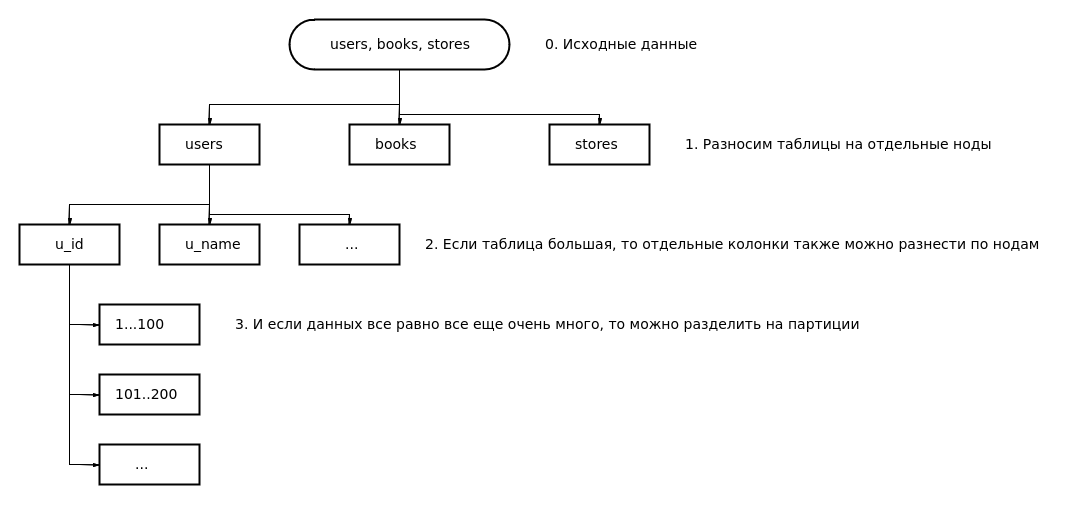 users, books, stores
0. Исходные данные
users
books
stores
1. Разносим таблицы на отдельные ноды
u_id
u_name
...
2. Если таблица большая, то отдельные колонки также можно разнести по нодам
1...100
3. И если данных все равно все еще очень много, то можно разделить на партиции
101..200
...